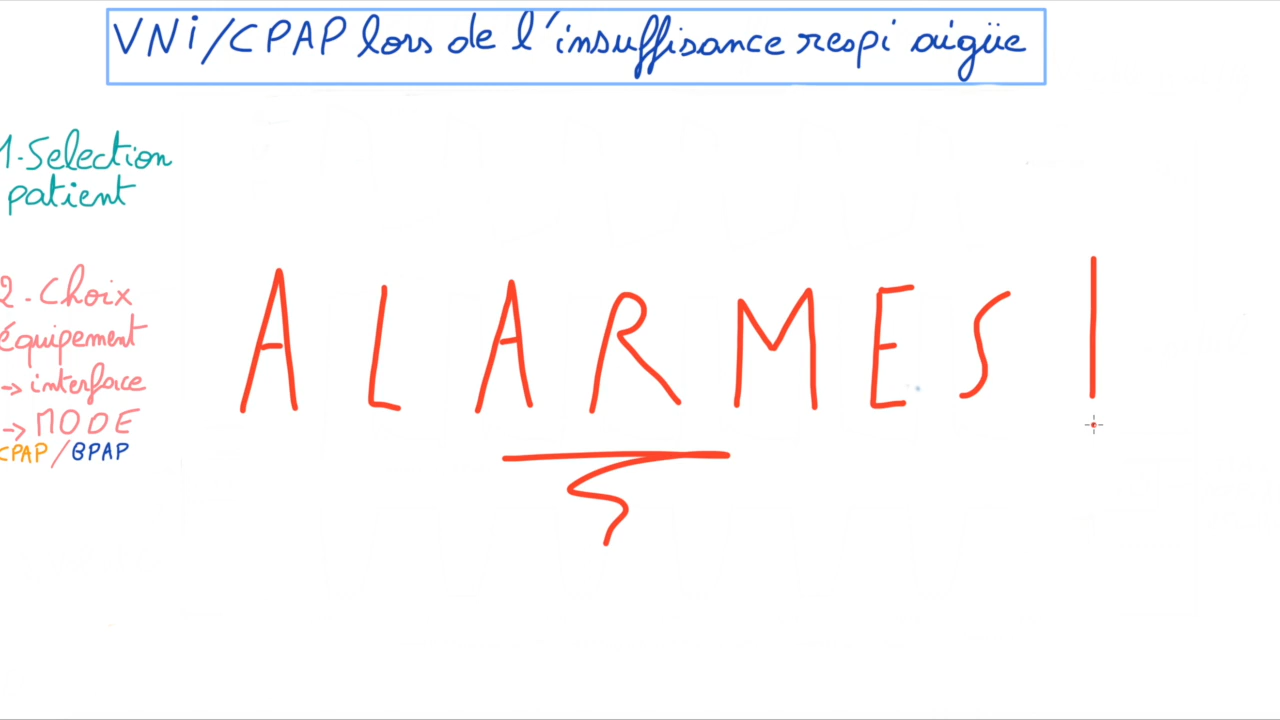 VNi/CPAP lors de l'insuffisance respi aigüe
1-Selection
patient
2-Choix
équipement
→ interface
→ MODE
CPAP/BPAP
ALARMES!